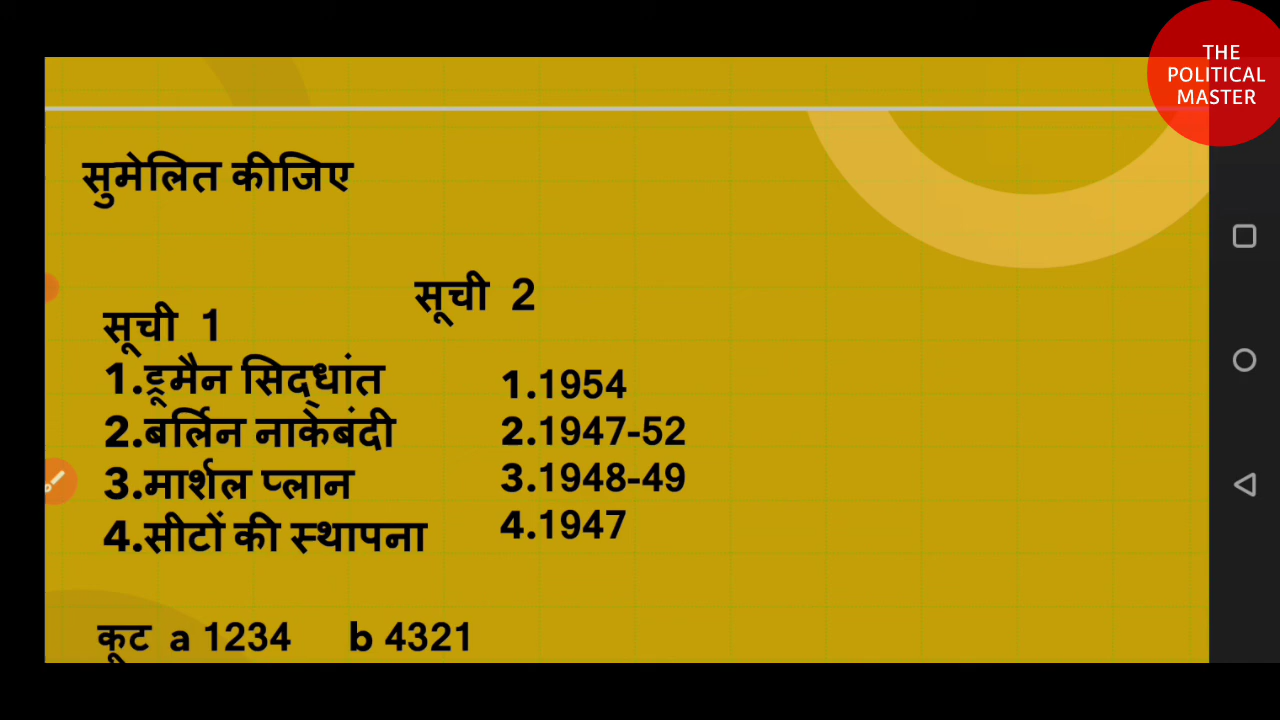 THE
POLITICAL
MASTER
सुमेलित कीजिए
सूची 2
सूची 1
1.ट्रूमैन सिद्धांत
2.बर्लिन नाकेबंदी
3.मार्शल प्लान
4.सीटों की स्थापना
1.1954
2.1947-52
3.1948-49
4.1947
कूट a 1234 b 4321